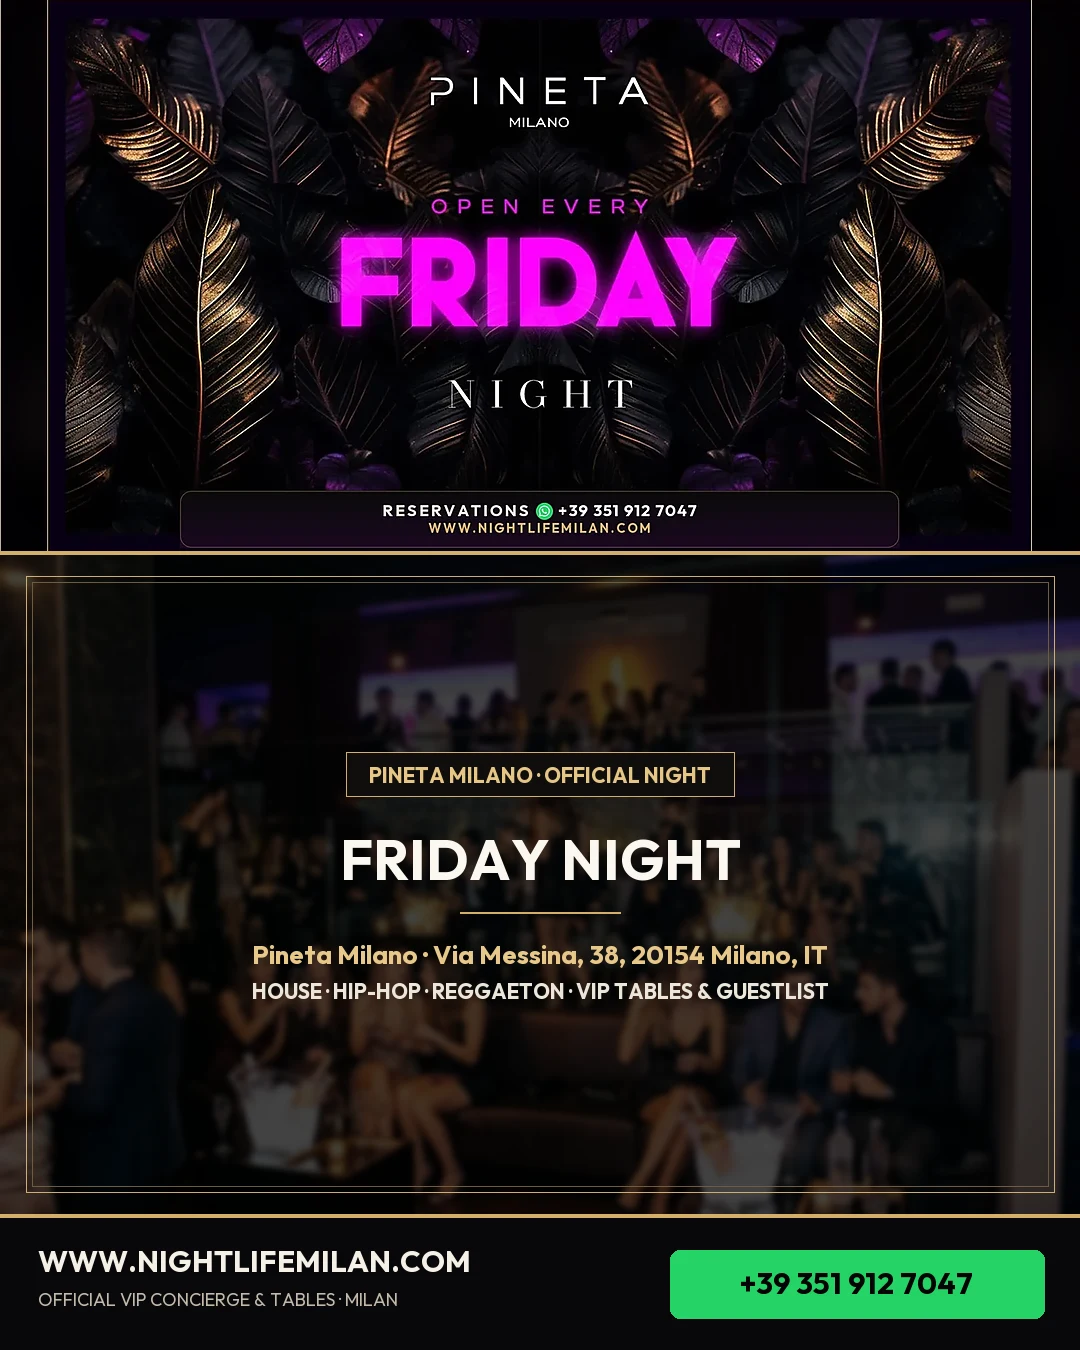 PINETA
MILANO
OPEN EVERY
FRIDAY
NIGHT
RESERVATIONS +39 351 912 7047
WWW.NIGHTLIFEMILAN.COM
PINETA MILANO · OFFICIAL NIGHT
FRIDAY NIGHT
Pineta Milano · Via Messina, 38, 20154 Milano, IT
HOUSE · HIP-HOP · REGGAETON · VIP TABLES & GUESTLIST
WWW.NIGHTLIFEMILAN.COM
OFFICIAL VIP CONCIERGE & TABLES · MILAN
+39 351 912 7047